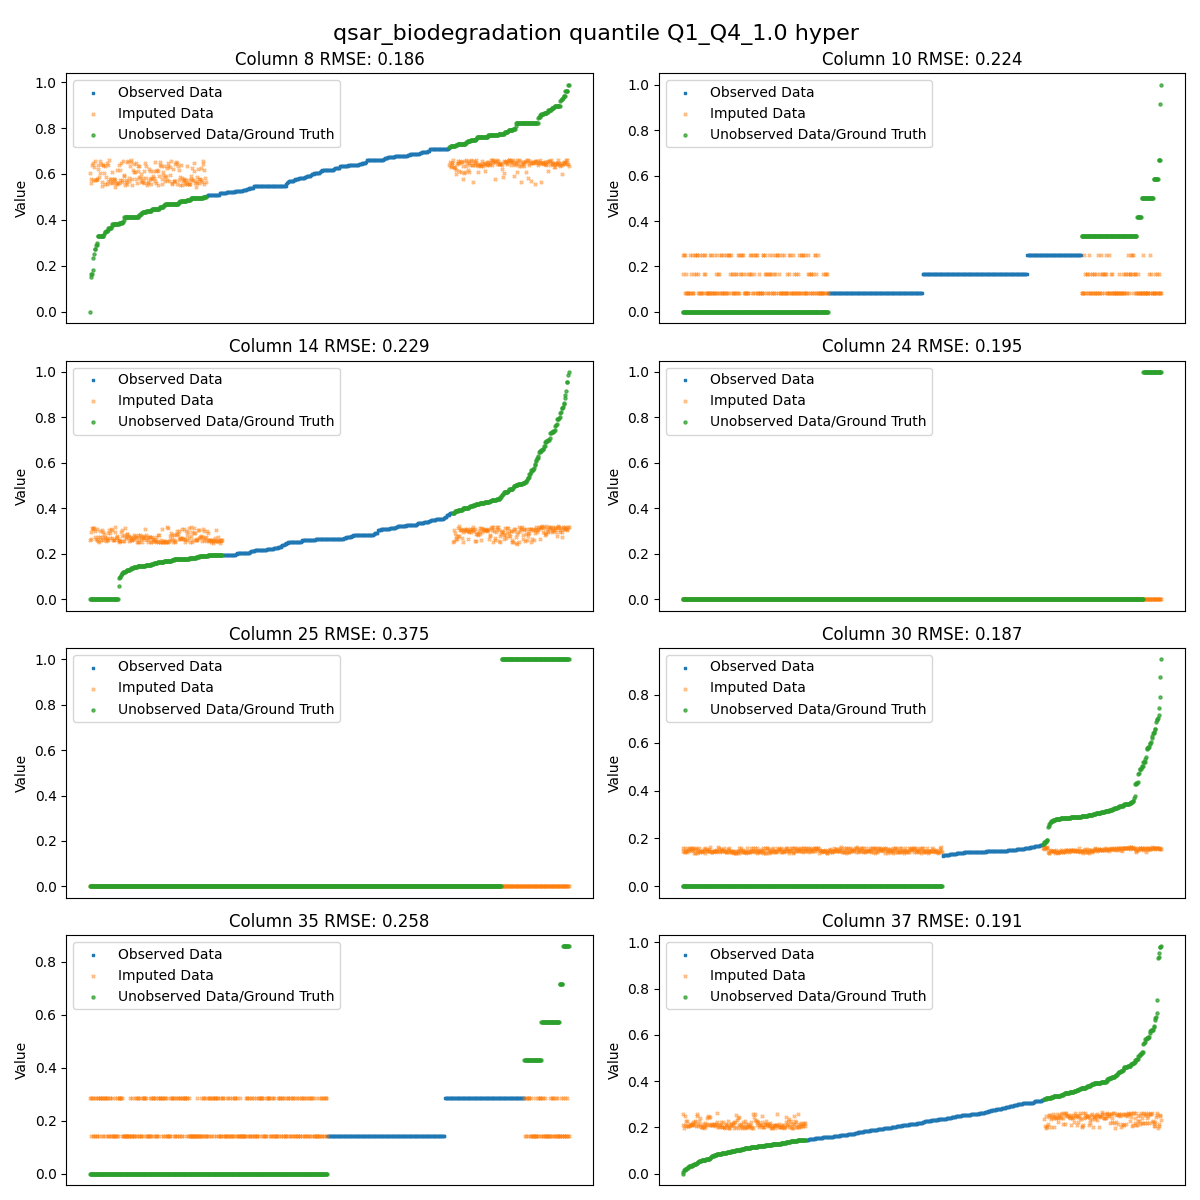 qsar_biodegradation quantile Q1_Q4_1.0 hyper
Column 8 RMSE: 0.186
Observed Data
Imputed Data
Unobserved Data/Ground Truth
Value
1.0
0.8
0.6
0.4
0.2
0.0
Column 10 RMSE: 0.224
Observed Data
Imputed Data
Unobserved Data/Ground Truth
Value
1.0
0.8
0.6
0.4
0.2
0.0
Column 14 RMSE: 0.229
Observed Data
Imputed Data
Unobserved Data/Ground Truth
Value
1.0
0.8
0.6
0.4
0.2
0.0
Column 24 RMSE: 0.195
Observed Data
Imputed Data
Unobserved Data/Ground Truth
Value
1.0
0.8
0.6
0.4
0.2
0.0
Column 25 RMSE: 0.375
Observed Data
Imputed Data
Unobserved Data/Ground Truth
Value
1.0
0.8
0.6
0.4
0.2
0.0
Column 30 RMSE: 0.187
Observed Data
Imputed Data
Unobserved Data/Ground Truth
Value
0.8
0.6
0.4
0.2
0.0
Column 35 RMSE: 0.258
Observed Data
Imputed Data
Unobserved Data/Ground Truth
Value
0.8
0.6
0.4
0.2
0.0
Column 37 RMSE: 0.191
Observed Data
Imputed Data
Unobserved Data/Ground Truth
Value
1.0
0.8
0.6
0.4
0.2
0.0